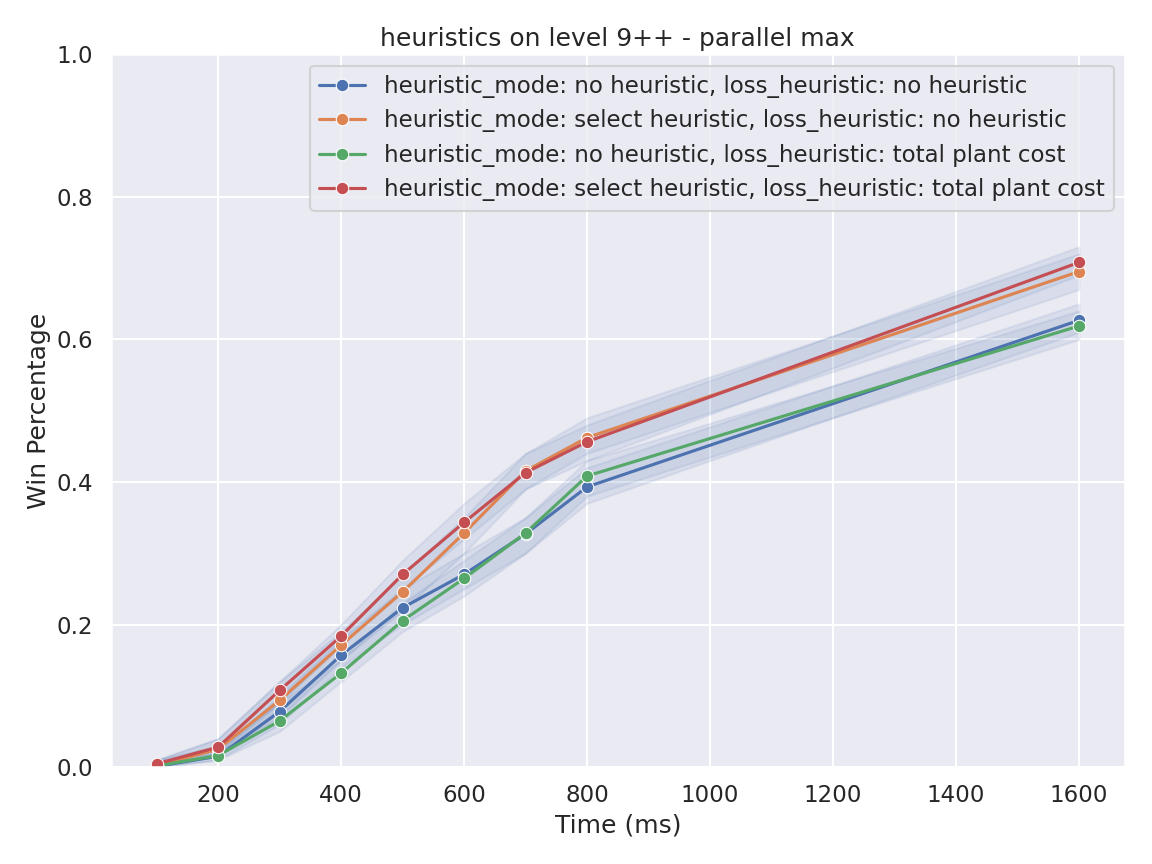 heuristics on level 9++ - parallel max
1.0
0.8
0.6
0.4
0.2
0.0
Win Percentage
heuristic_mode: no heuristic, loss_heuristic: no heuristic
heuristic_mode: select heuristic, loss_heuristic: no heuristic
heuristic_mode: no heuristic, loss_heuristic: total plant cost
heuristic_mode: select heuristic, loss_heuristic: total plant cost
200 400 600 800 1000 1200 1400 1600
Time (ms)